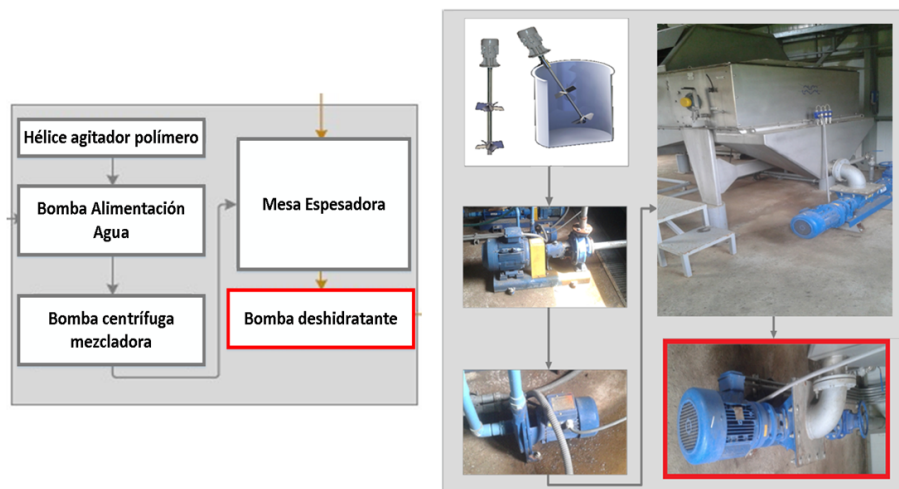 Hélice agitador polímero
Bomba Alimentación
Agua
Bomba centrífuga
mezcladora
Mesa Espesadora
Bomba deshidratante